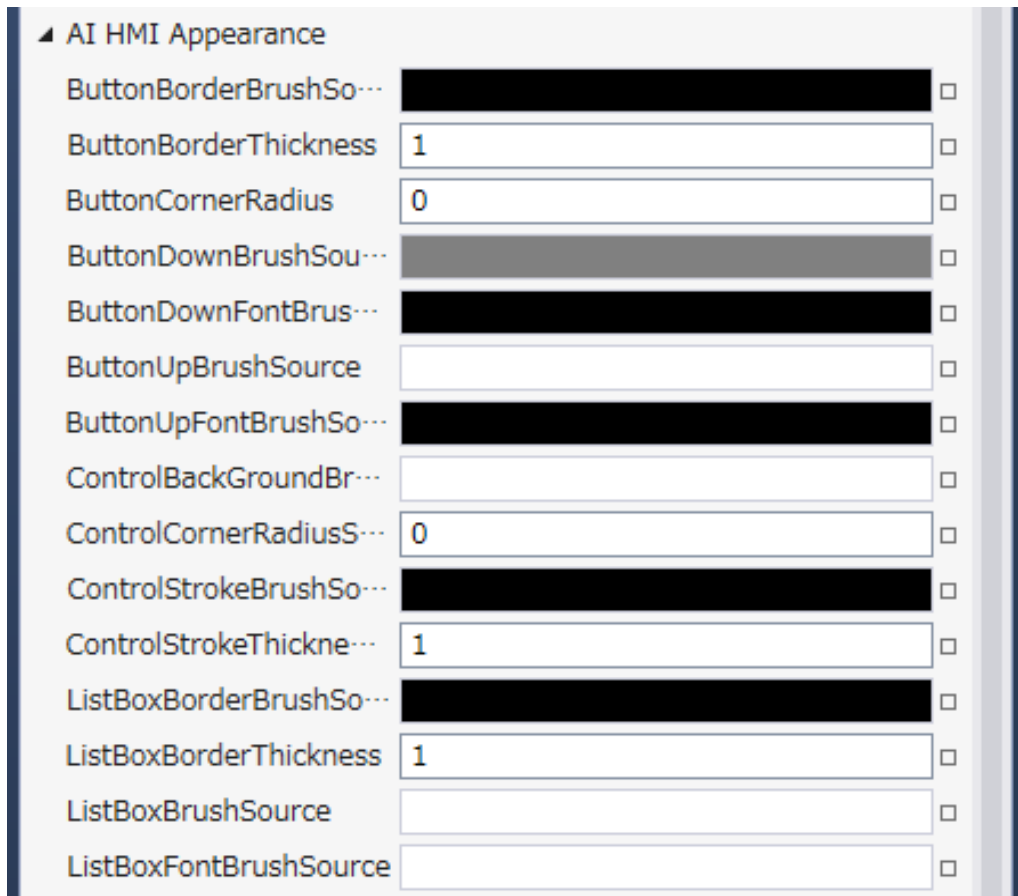 AI HMI Appearance
ButtonBorderBrushSo···
ButtonBorderThickness 1
ButtonCornerRadius 0
ButtonDownBrushSou···
ButtonDownFontBrus···
ButtonUpBrushSource
ButtonUpFontBrushSo···
ControlBackGroundBr···
ControlCornerRadiusS··· 0
ControlStrokeBrushSo···
ControlStrokeThickne··· 1
ListBoxBorderBrushSo···
ListBoxBorderThickness 1
ListBoxBrushSource
ListBoxFontBrushSource